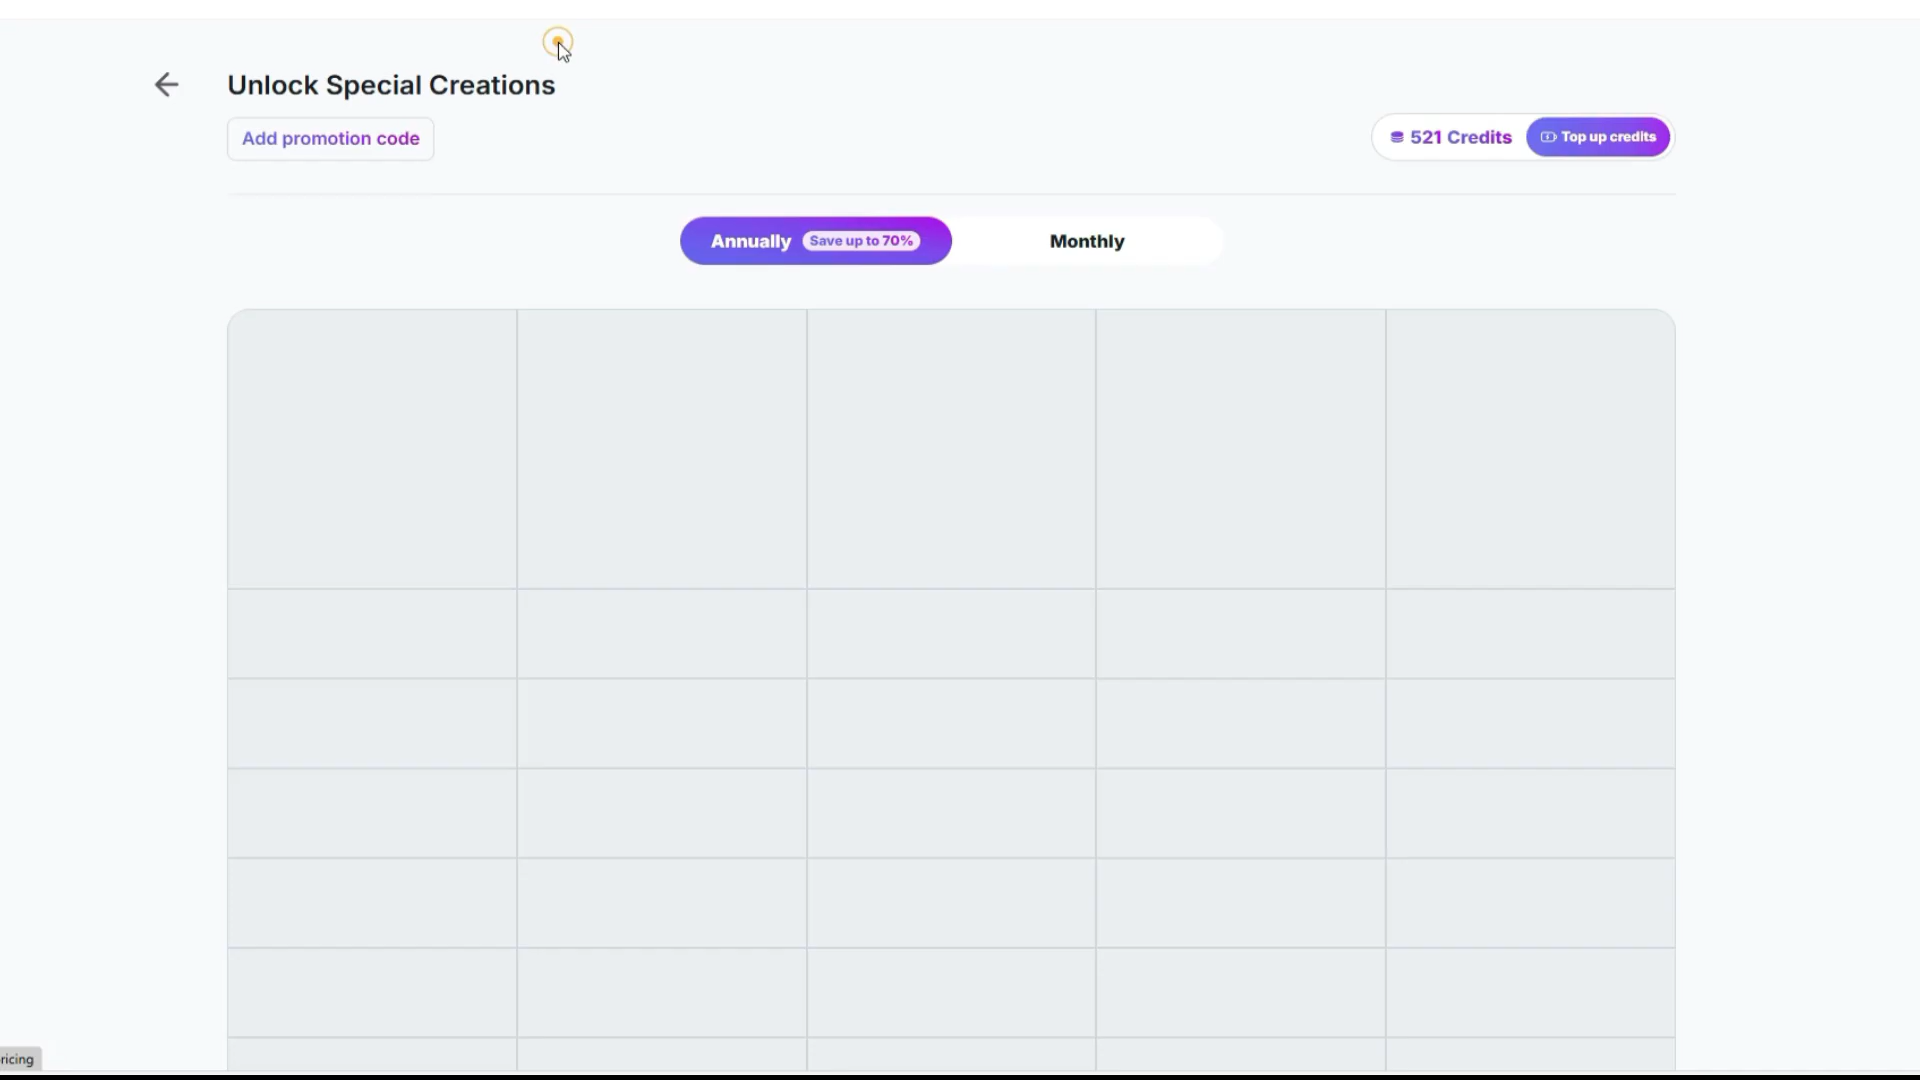 Unlock Special Creations
Add promotion code
521 Credits
Top up credits
Annually
Save up to 70%
Monthly
ricing